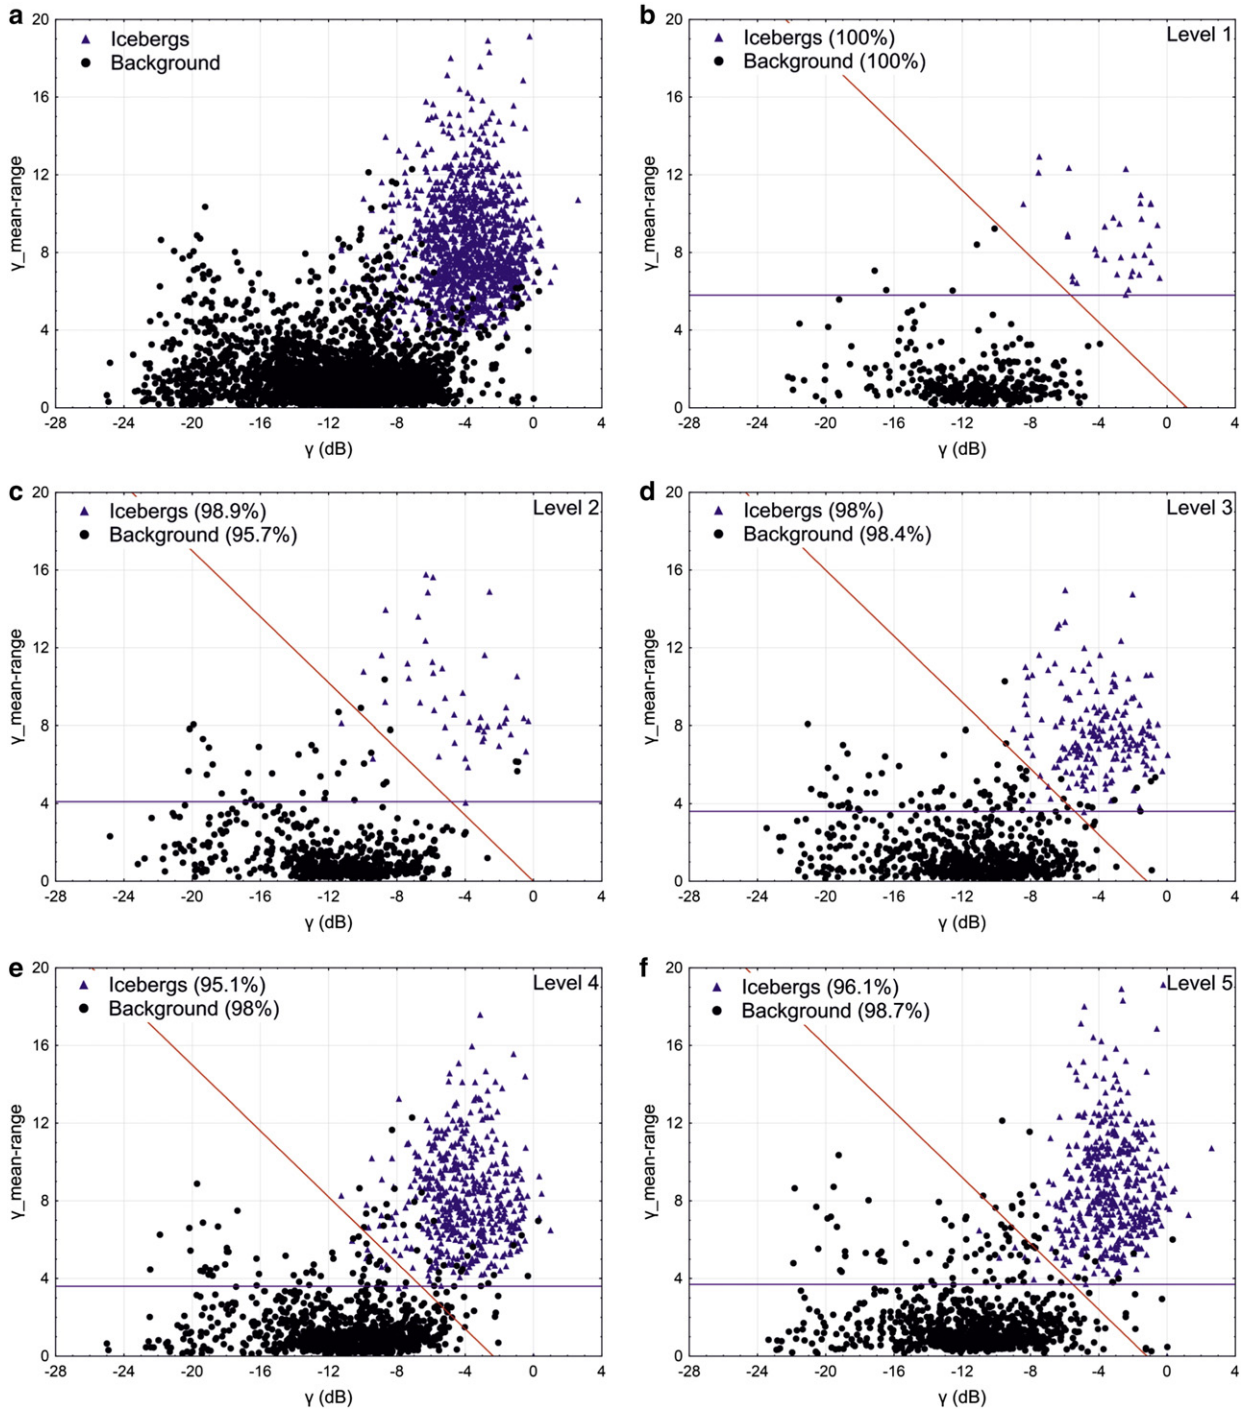 a
Icebergs
Background
20
16
12
8
4
0
γ_mean-range
-28 -24 -20 -16 -12 -8 -4 0 4
γ (dB)
b
Icebergs (100%)
Background (100%)
Level 1
20
16
12
8
4
0
γ_mean-range
-28 -24 -20 -16 -12 -8 -4 0 4
γ (dB)
c
Icebergs (98.9%)
Background (95.7%)
Level 2
20
16
12
8
4
0
γ_mean-range
-28 -24 -20 -16 -12 -8 -4 0 4
γ (dB)
d
Icebergs (98%)
Background (98.4%)
Level 3
20
16
12
8
4
0
γ_mean-range
-28 -24 -20 -16 -12 -8 -4 0 4
γ (dB)
e
Icebergs (95.1%)
Background (98%)
Level 4
20
16
12
8
4
0
γ_mean-range
-28 -24 -20 -16 -12 -8 -4 0 4
γ (dB)
f
Icebergs (96.1%)
Background (98.7%)
Level 5
20
16
12
8
4
0
γ_mean-range
-28 -24 -20 -16 -12 -8 -4 0 4
γ (dB)